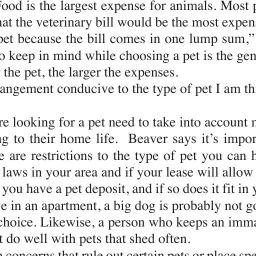 Food is the largest expense for animals. Most p
hat the veterinary bill would be the most expen
pet because the bill comes in one lump sum,”
o keep in mind while choosing a pet is the gen
the pet, the larger the expenses.
angement conducive to the type of pet I am th
re looking for a pet need to take into account m
ng to their home life. Beaver says it’s impor
e are restrictions to the type of pet you can h
laws in your area and if your lease will allow
you have a pet deposit, and if so does it fit in y
e in an apartment, a big dog is probably not go
choice. Likewise, a person who keeps an imma
t do well with pets that shed often.
concerns that rule out certain pets or place spe